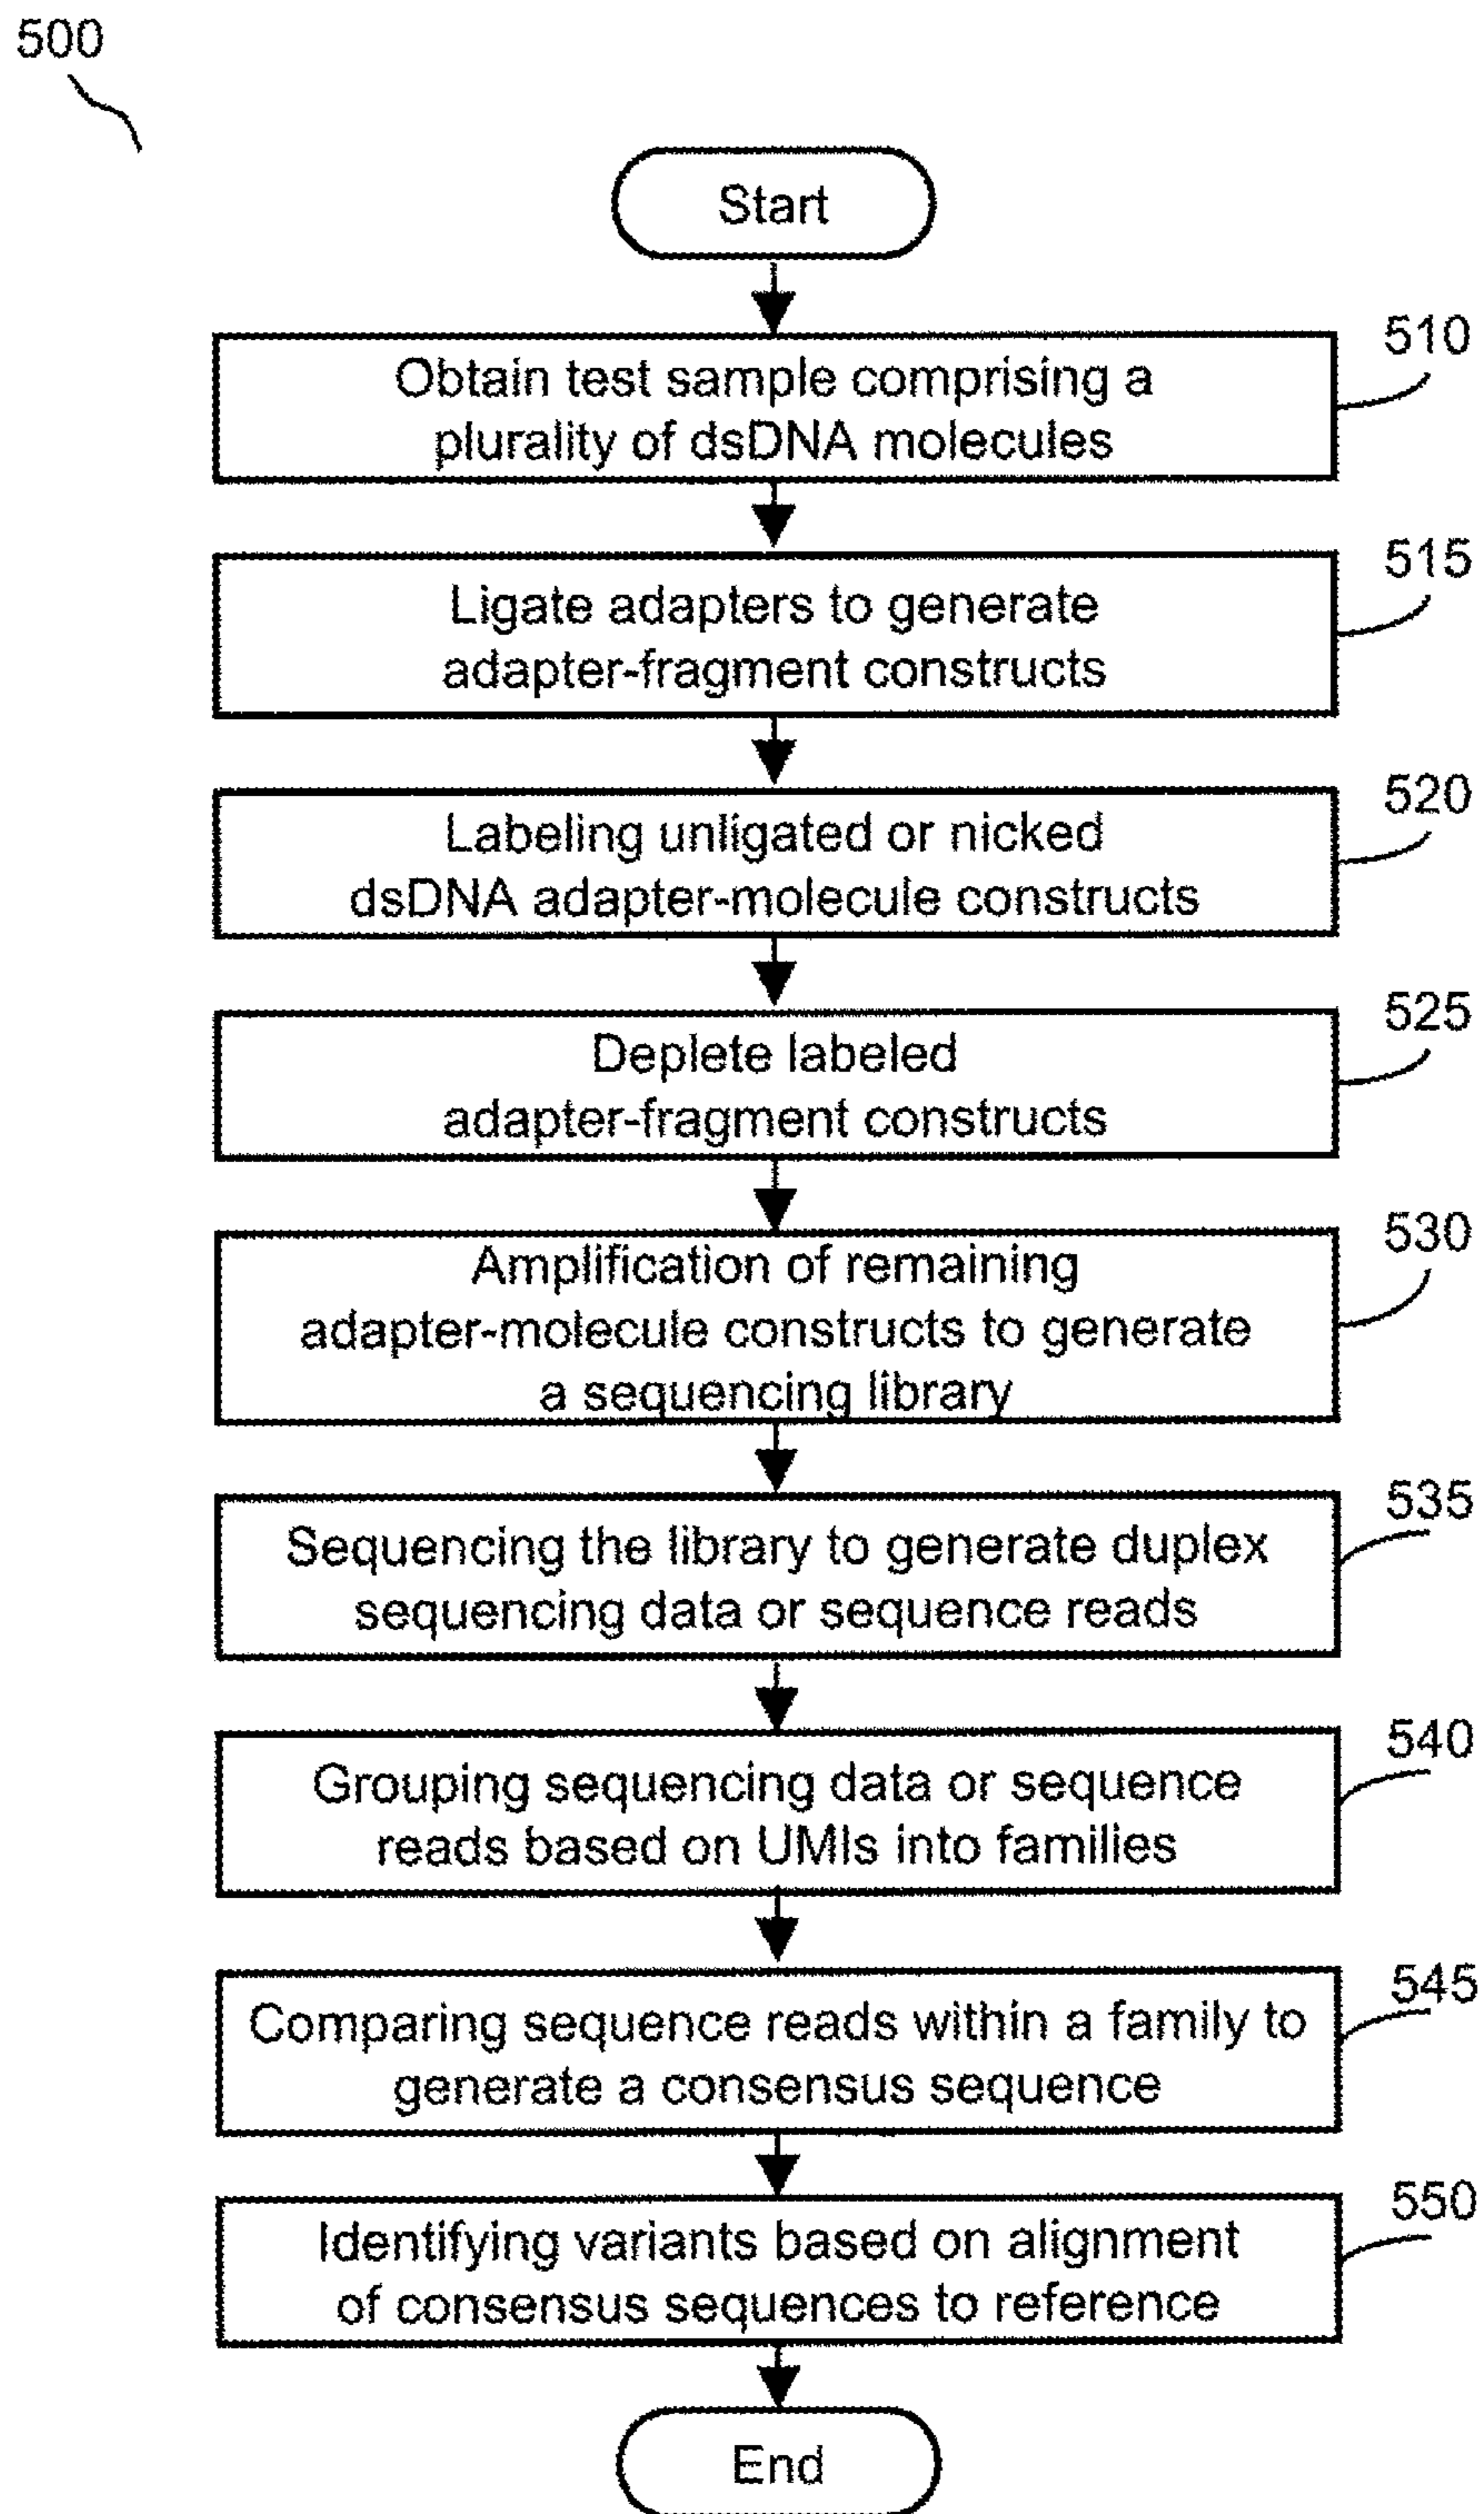 500
Start
510
Obtain test sample comprising a
plurality of dsDNA molecules
515
Ligate adapters to generate
adapter-fragment constructs
520
Labeling unligated or nicked
dsDNA adapter-molecule constructs
525
Deplete labeled
adapter-fragment constructs
530
Amplification of remaining
adapter-molecule constructs to generate
a sequencing library
535
Sequencing the library to generate duplex
sequencing data or sequence reads
540
Grouping sequencing data or sequence
reads based on UMIs into families
545
Comparing sequence reads within a family to
generate a consensus sequence
550
Identifying variants based on alignment
of consensus sequences to reference
End